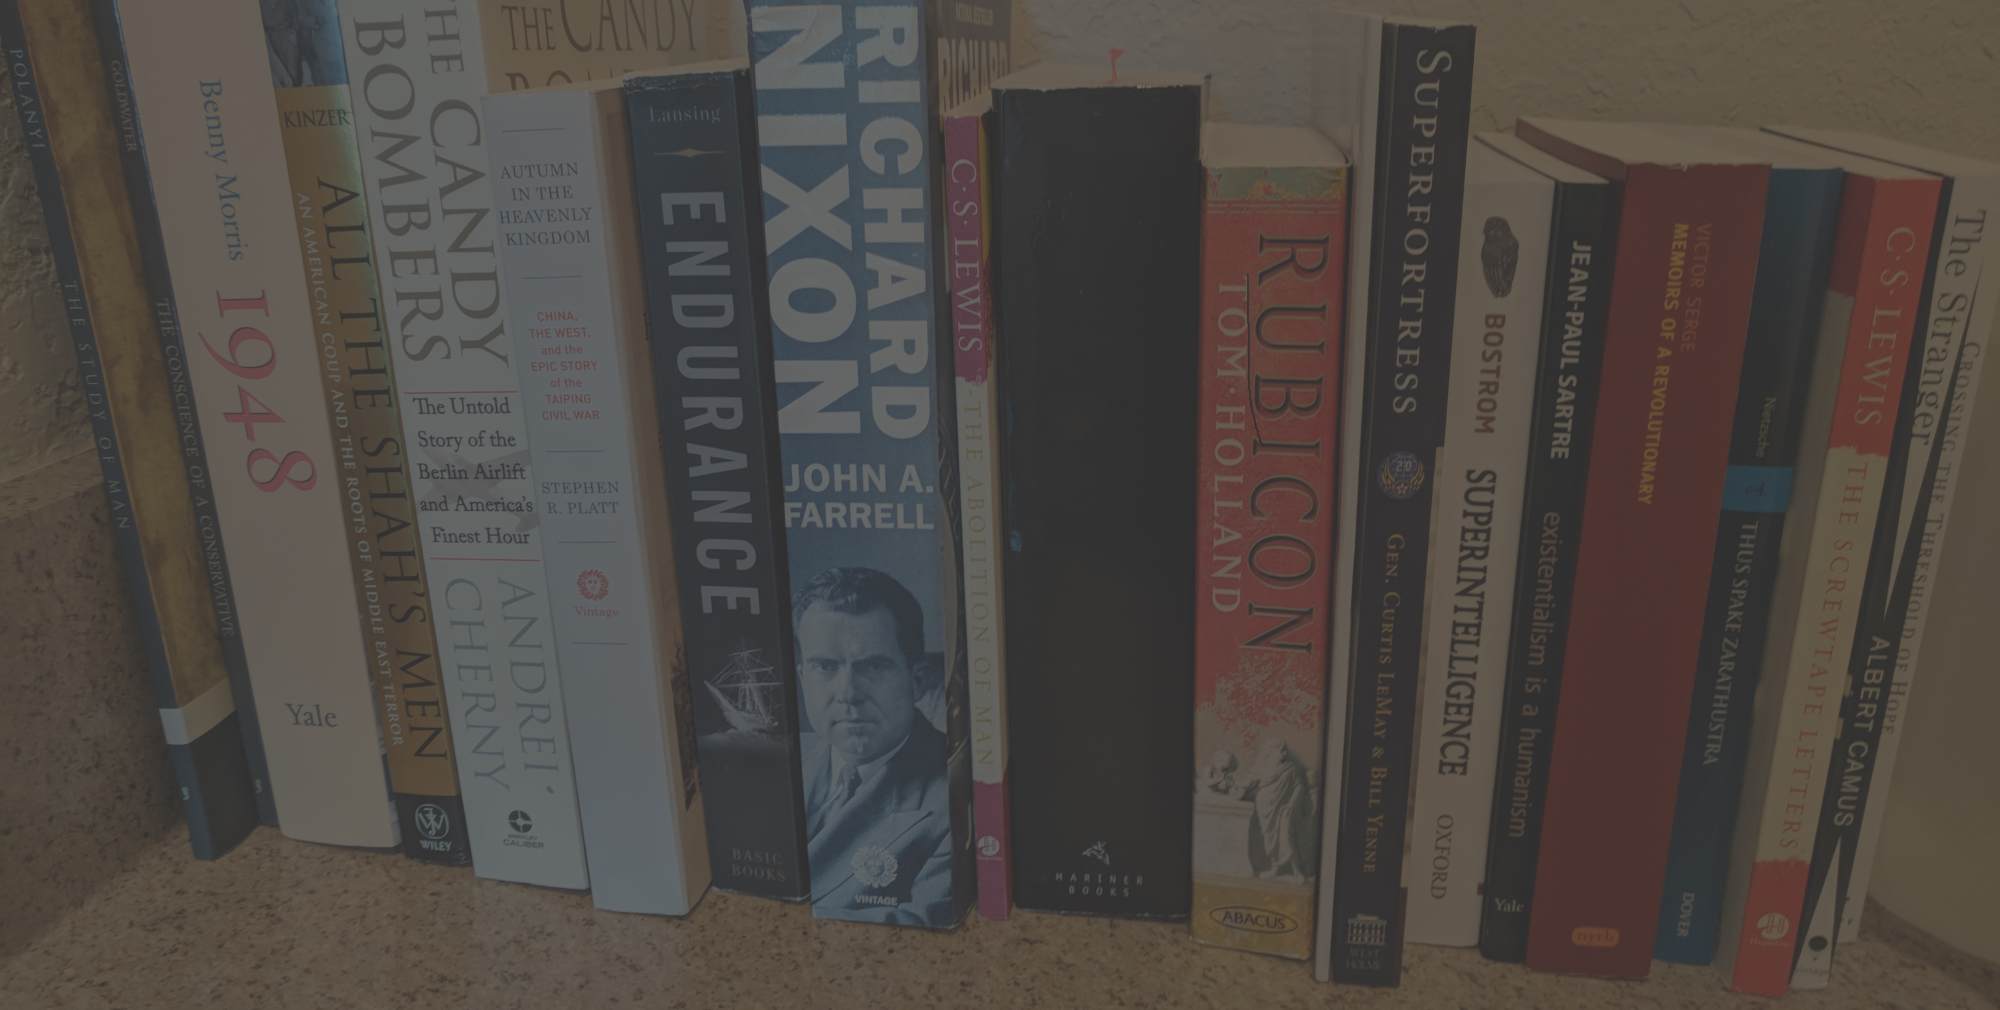 POLANYI
THE STUDY OF MAN
GOLDWATER
THE CONSCIENCE OF A CONSERVATIVE
Benny Morris
1948
Yale
KINZER
ALL THE SHAH'S MEN
AN AMERICAN COUP AND THE ROOTS OF MIDDLE EAST TERROR
WILEY
THE CANDY
BOMBERS
The Untold
Story of the
Berlin Airlift
and America's
Finest Hour
ANDREI
CHERNY
CALIBER
THE CANDY
AUTUMN
IN THE
HEAVENLY
KINGDOM
CHINA,
THE WEST,
and the
EPIC STORY
of the
TAIPING
CIVIL WAR
STEPHEN
R. PLATT
Vintage
Lansing
ENDURANCE
BASIC
BOOKS
RICHARD
NIXON
JOHN A.
FARRELL
VINTAGE
RICHARD
C·S·LEWIS
THE ABOLITION OF MAN
MARINER
BOOKS
RUBICON
TOM HOLLAND
ABACUS
SUPERFORTRESS
GEN. CURTIS LEMAY & BILL YENNE
BOSTROM
SUPERINTELLIGENCE
OXFORD
JEAN-PAUL SARTRE
existentialism is a humanism
Yale
VICTOR SERGE
MEMOIRS OF A REVOLUTIONARY
nyrb
Nietzsche
THUS SPAKE ZARATHUSTRA
DOVER
C·S·LEWIS
THE SCREWTAPE LETTERS
The Stranger
ALBERT CAMUS
CROSSING THE THRESHOLD OF HOPE